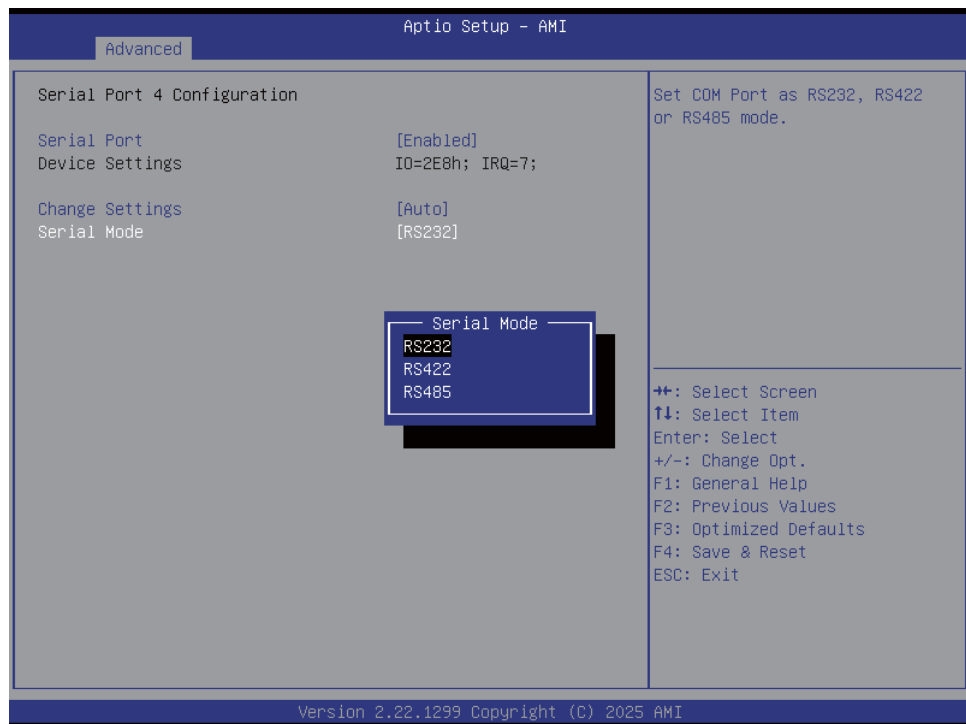 Aptio Setup – AMI
Advanced
Serial Port 4 Configuration
Serial Port [Enabled]
Device Settings IO=2E8h; IRQ=7;
Change Settings [Auto]
Serial Mode [RS232]
Serial Mode
RS232
RS422
RS485
Set COM Port as RS232, RS422
or RS485 mode.
→←: Select Screen
↑↓: Select Item
Enter: Select
+/-: Change Opt.
F1: General Help
F2: Previous Values
F3: Optimized Defaults
F4: Save & Reset
ESC: Exit
Version 2.22.1299 Copyright (C) 2025 AMI